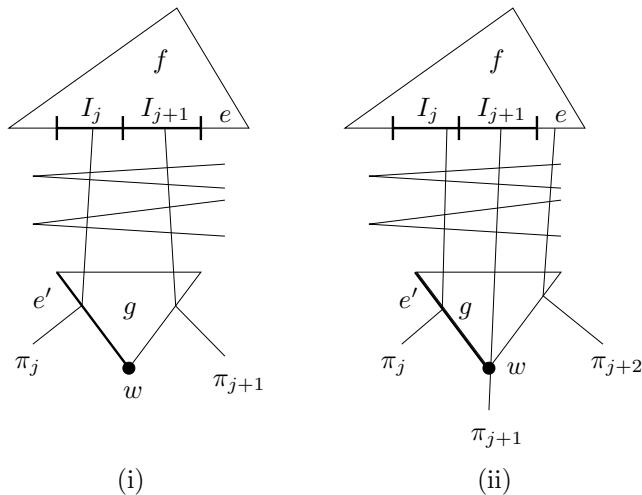 f f
I_j I_{j+1} e I_j I_{j+1} e
e' g e' g
π_j π_{j+1} w π_j w π_{j+2}
π_{j+1}
(i) (ii)